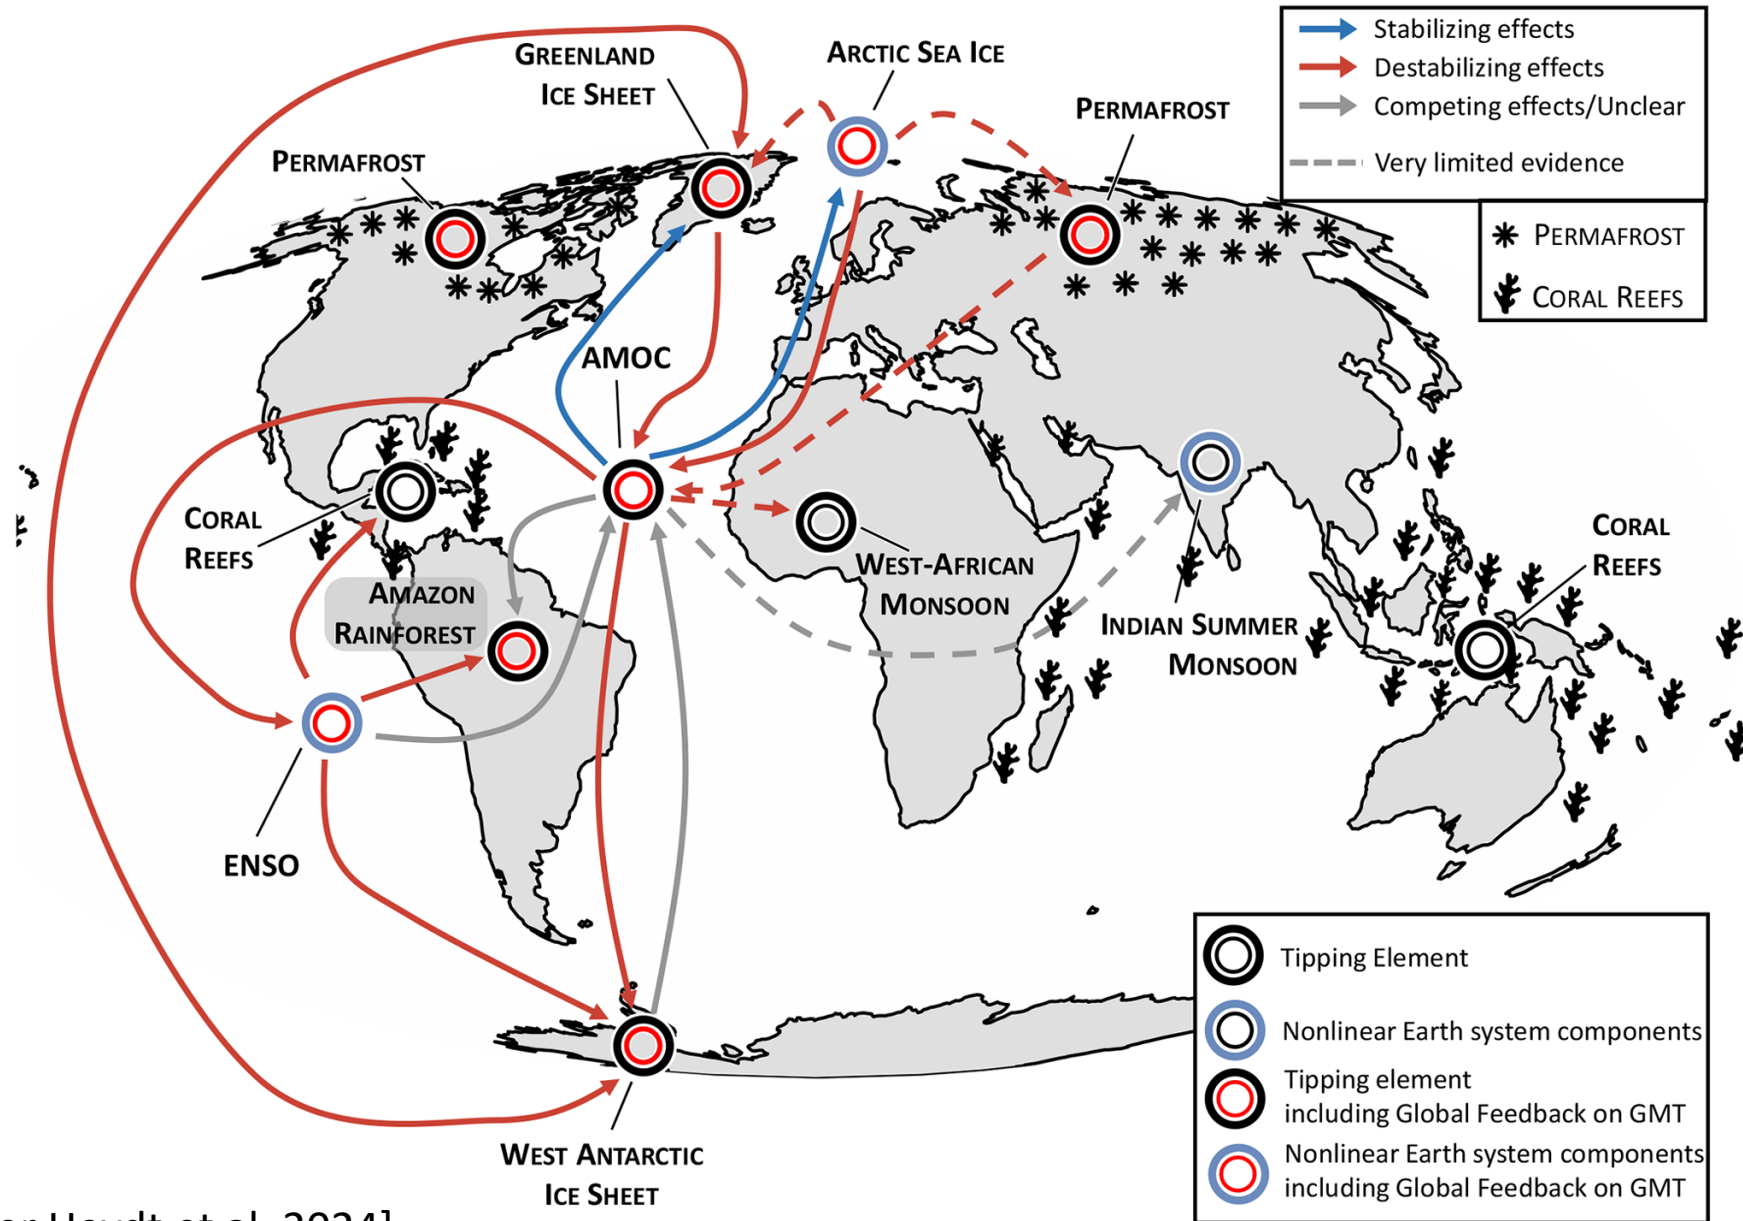 GREENLAND
ICE SHEET
ARCTIC SEA ICE
PERMAFROST
PERMAFROST
Stabilizing effects
Destabilizing effects
Competing effects/Unclear
Very limited evidence
PERMAFROST
CORAL REEFS
AMOC
CORAL
REEFS
AMAZON
RAINFOREST
WEST-AFRICAN
MONSOON
INDIAN SUMMER
MONSOON
CORAL
REEFS
ENSO
WEST ANTARCTIC
ICE SHEET
Tipping Element
Nonlinear Earth system components
Tipping element
including Global Feedback on GMT
Nonlinear Earth system components
including Global Feedback on GMT
et al. 2024]